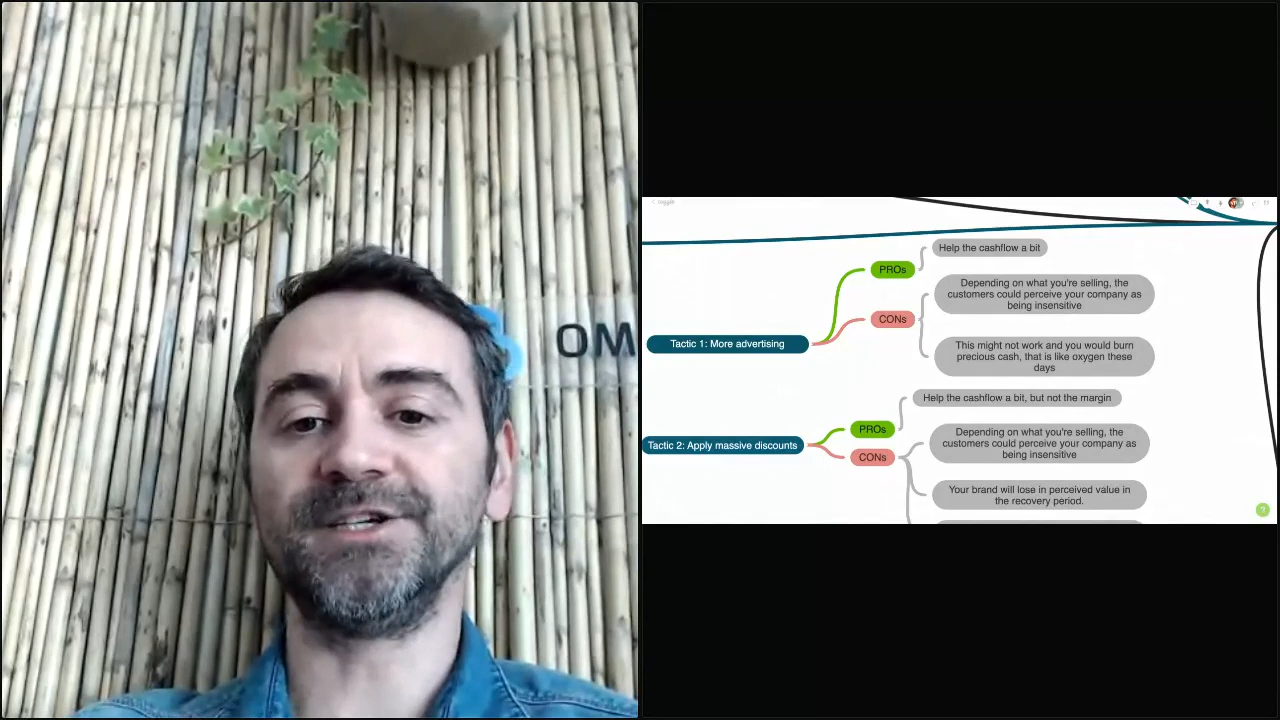 OM
coggle
Help the cashflow a bit
PROs
Depending on what you're selling, the
customers could perceive your company as
being insensitive
CONs
Tactic 1: More advertising
This might not work and you would burn
precious cash, that is like oxygen these
days
Help the cashflow a bit, but not the margin
PROs
Depending on what you're selling, the
customers could perceive your company as
being insensitive
Tactic 2: Apply massive discounts
CONs
Your brand will lose in perceived value in
the recovery period.
?